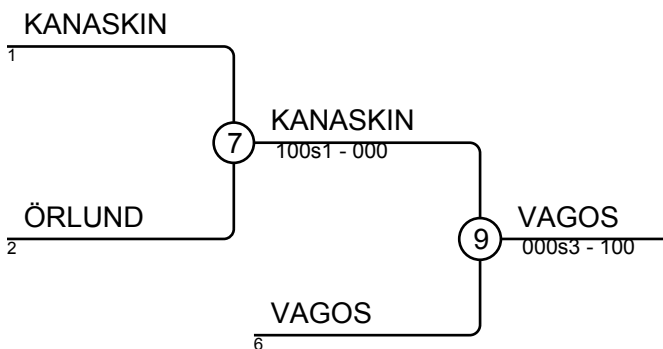 KANASKIN
1
7
KANASKIN
100s1 - 000
ÖRLUND
2
9
VAGOS
000s3 - 100
VAGOS
6